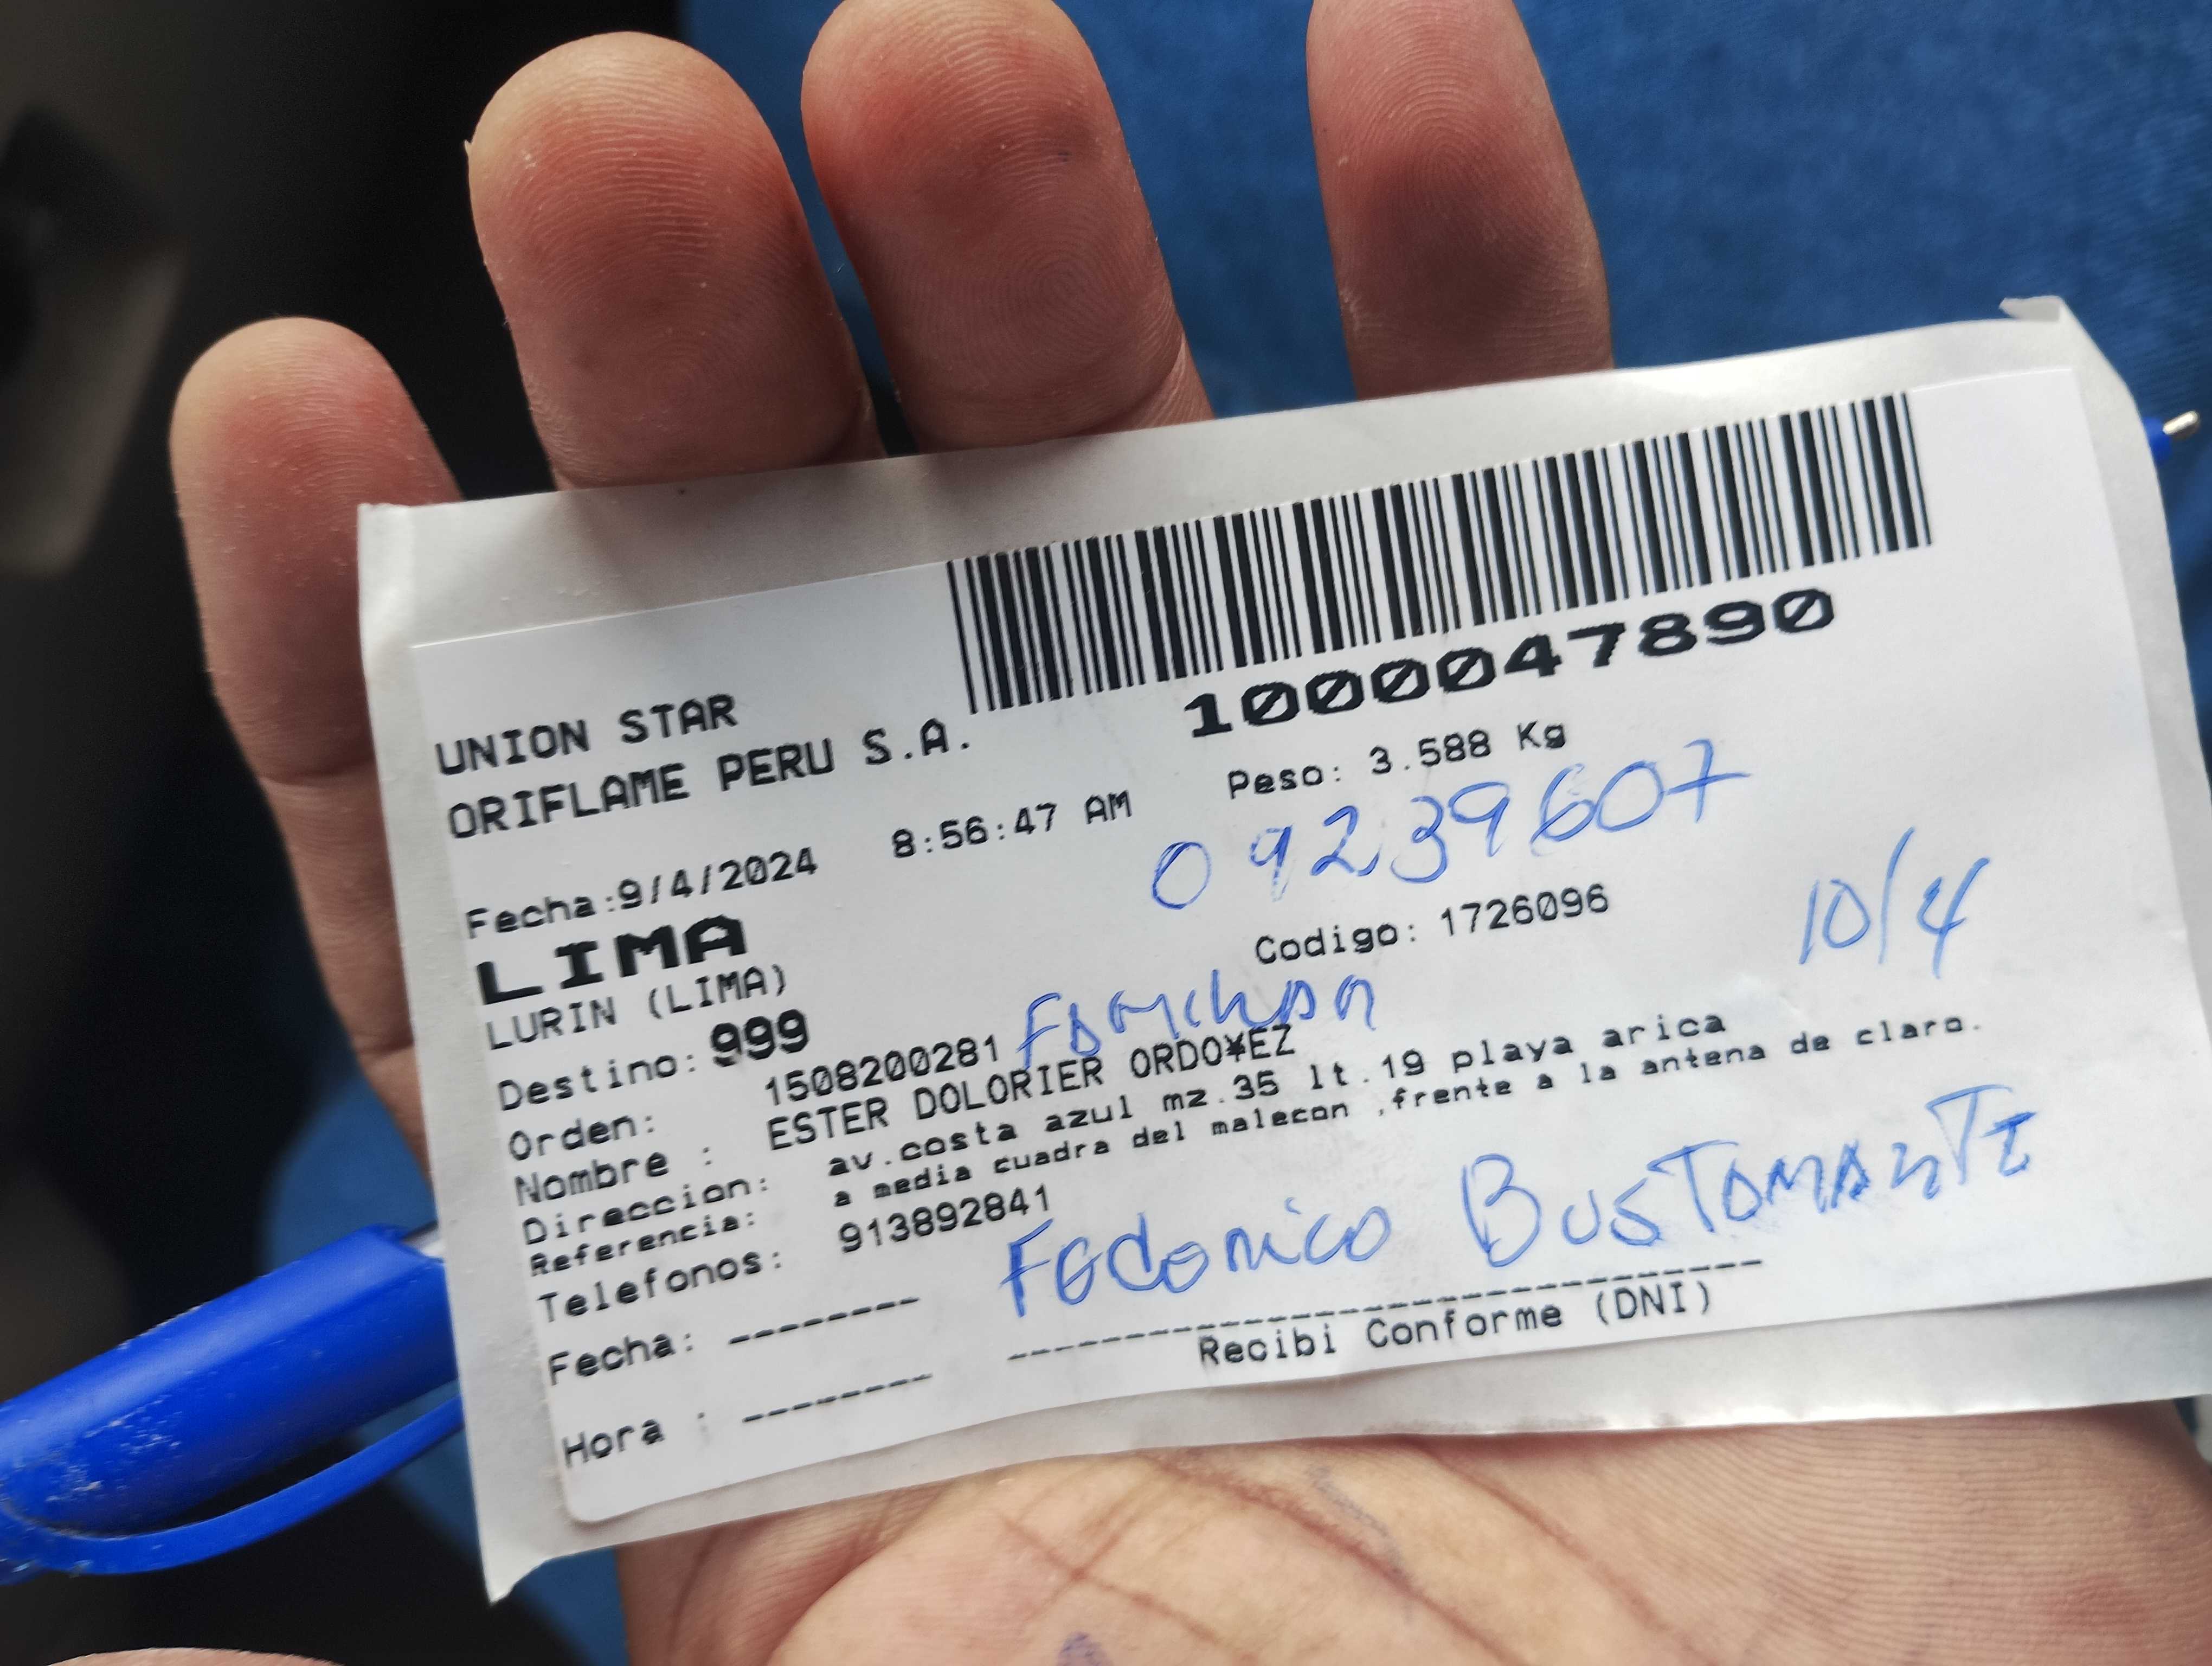 1000047890
UNION STAR
ORIFLAME PERU S.A.
Peso: 3.588 Kg
Fecha:9/4/2024 8:56:47 AM
09239607
LIMA
Codigo: 1726096
10/4
LURIN (LIMA)
Destino: 999
Orden: 1508200281
Nombre : ESTER DOLORIER ORDO¥EZ
Direccion: av.costa azul mz.35 lt.19 playa arica
Referencia: a media cuadra del malecon ,frente a la antena de claro.
Telefonos: 913892841
Federico BUSTAMANTE
Fecha: --------
Recibi Conforme (DNI)
Hora : --------